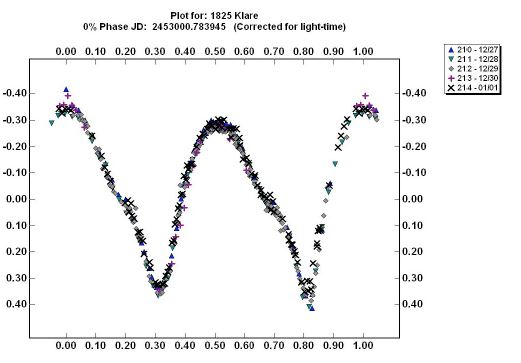 Plot for: 1825 Klare
0% Phase JD: 2453000.783945 (Corrected for light-time)
0.00 0.10 0.20 0.30 0.40 0.50 0.60 0.70 0.80 0.90 1.00
210 - 12/27
211 - 12/28
212 - 12/29
213 - 12/30
214 - 01/01
-0.40 -0.40
-0.30 -0.30
-0.20 -0.20
-0.10 -0.10
0.00 0.00
0.10 0.10
0.20 0.20
0.30 0.30
0.40 0.40
0.00 0.10 0.20 0.30 0.40 0.50 0.60 0.70 0.80 0.90 1.00